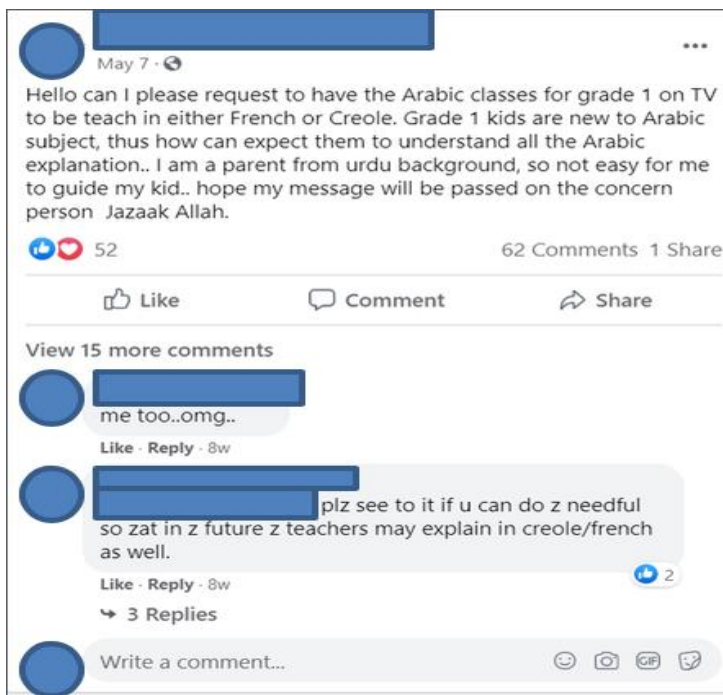 May 7 ·
Hello can I please request to have the Arabic classes for grade 1 on TV
to be teach in either French or Creole. Grade 1 kids are new to Arabic
subject, thus how can expect them to understand all the Arabic
explanation.. I am a parent from urdu background, so not easy for me
to guide my kid.. hope my message will be passed on the concern
person  Jazaak Allah.
52
62 Comments 1 Share
Like
Comment
Share
View 15 more comments
me too..omg..
Like · Reply · 8w
plz see to it if u can do z needful
so zat in z future z teachers may explain in creole/french
as well.
2
Like · Reply · 8w
3 Replies
Write a comment...
GIF